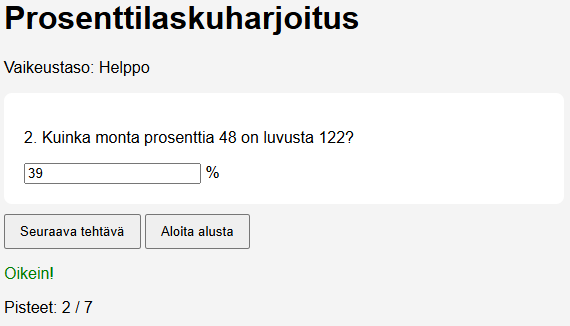 Prosenttilaskuharjoitus
Vaikeustaso: Helppo
2. Kuinka monta prosenttia 48 on luvusta 122?
39 %
Seuraava tehtävä Aloita alusta
Oikein!
Pisteet: 2 / 7